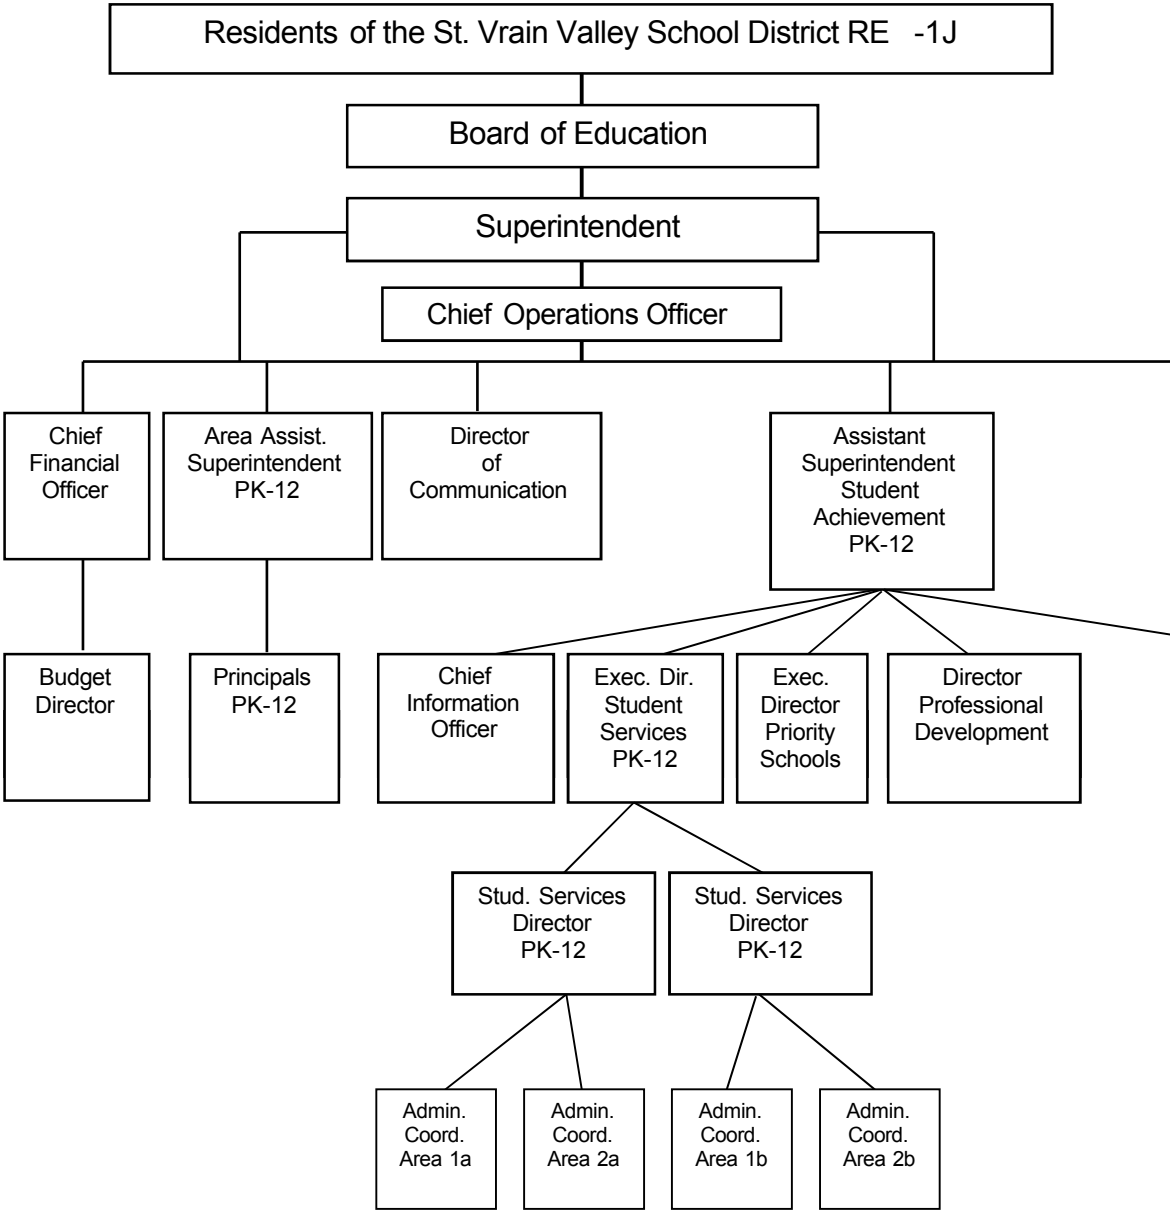 Residents of the St. Vrain Valley School District RE -1J
Board of Education
Superintendent
Chief Operations Officer
Chief
Financial
Officer
Area Assist.
Superintendent
PK-12
Director
of
Communication
Assistant
Superintendent
Student
Achievement
PK-12
Budget
Director
Principals
PK-12
Chief
Information
Officer
Exec. Dir.
Student
Services
PK-12
Exec.
Director
Priority
Schools
Director
Professional
Development
Stud. Services
Director
PK-12
Stud. Services
Director
PK-12
Admin.
Coord.
Area 1a
Admin.
Coord.
Area 2a
Admin.
Coord.
Area 1b
Admin.
Coord.
Area 2b